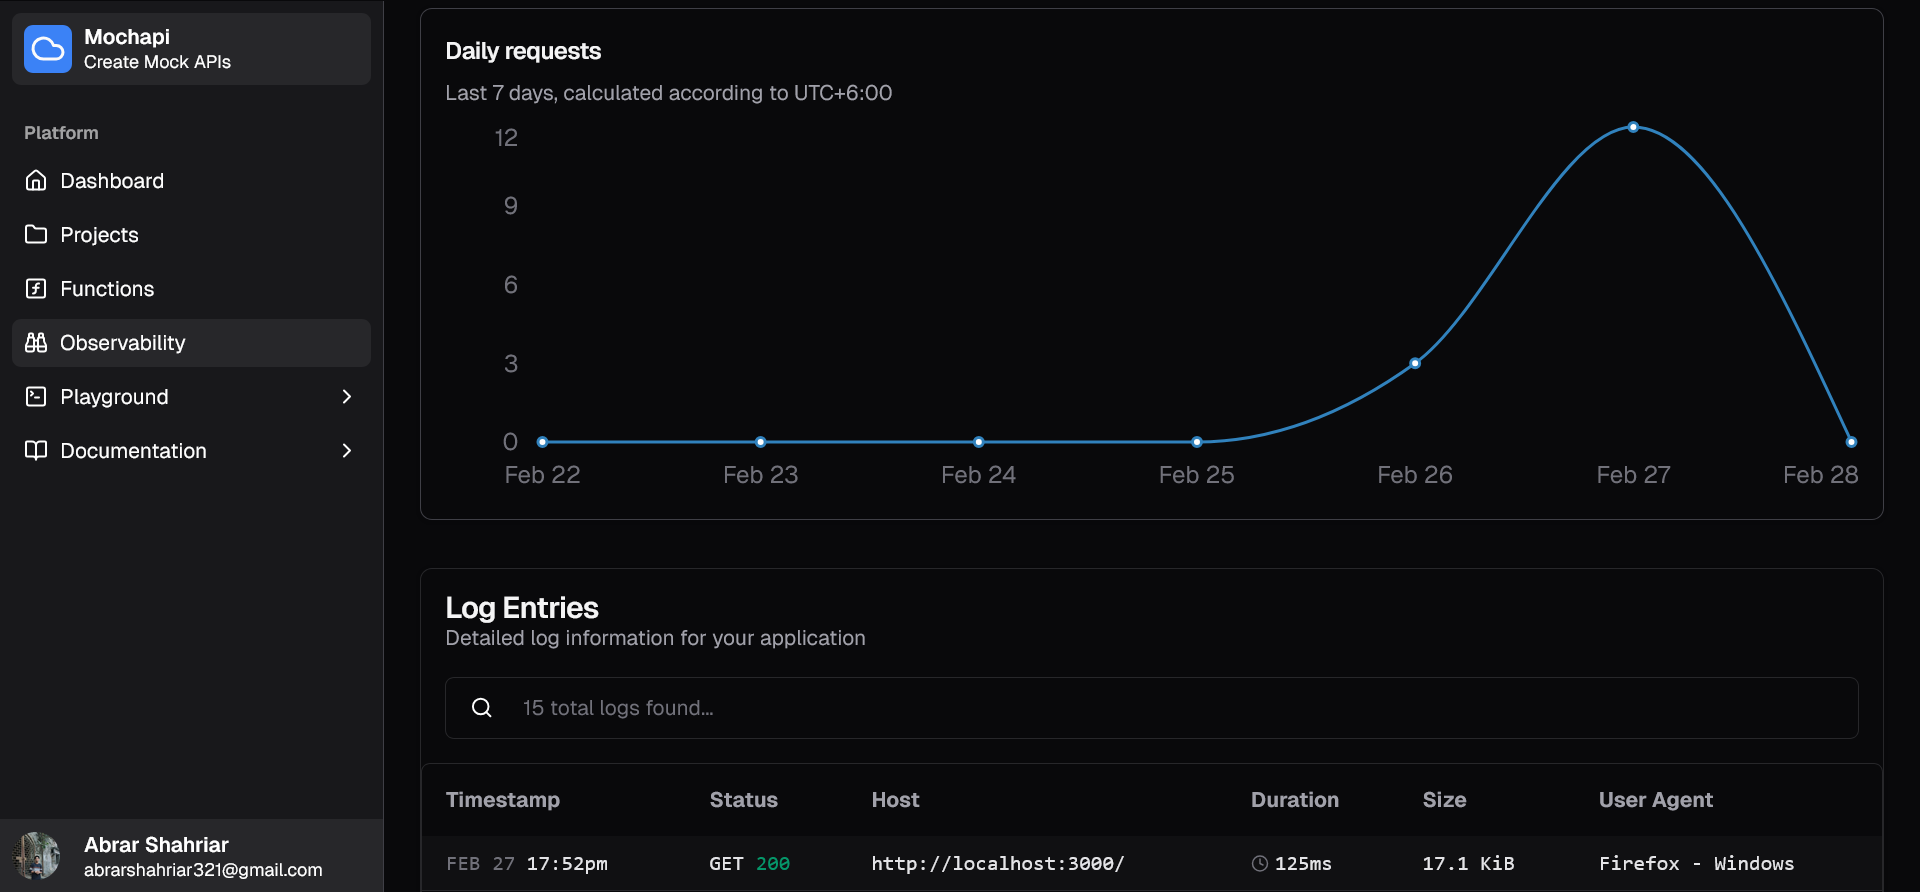 Mochapi
Create Mock APIs
Platform
Dashboard
Projects
Functions
Observability
Playground
Documentation
Abrar Shahriar
abrarshahriar321@gmail.com
Daily requests
Last 7 days, calculated according to UTC+6:00
12
9
6
3
0
Feb 22 Feb 23 Feb 24 Feb 25 Feb 26 Feb 27 Feb 28
Log Entries
Detailed log information for your application
15 total logs found...
Timestamp Status Host Duration Size User Agent
FEB 27 17:52pm GET 200 http://localhost:3000/ 125ms 17.1 KiB Firefox - Windows